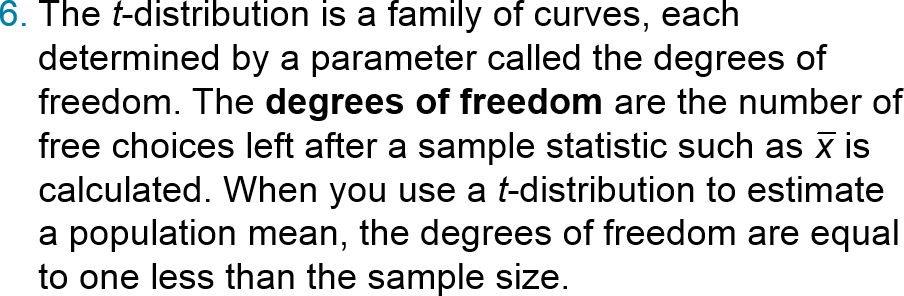 6. The t-distribution is a family of curves, each
determined by a parameter called the degrees of
freedom. The degrees of freedom are the number of
free choices left after a sample statistic such as x̅ is
calculated. When you use a t-distribution to estimate
a population mean, the degrees of freedom are equal
to one less than the sample size.